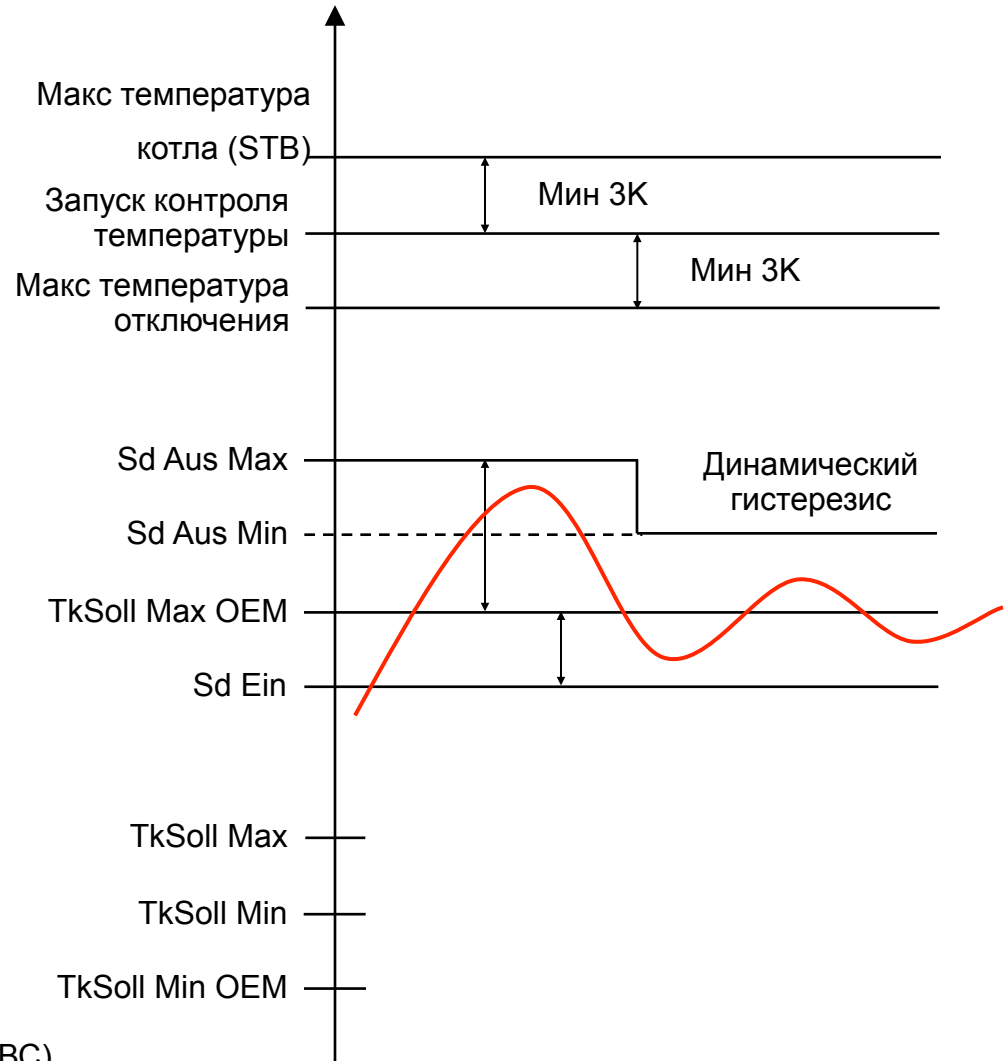 Макс температура
котла (STB)
Мин 3K
Запуск контроля
температуры
Мин 3K
Макс температура
отключения
Sd Aus Max
Динамический
гистерезис
Sd Aus Min
TkSoll Max OEM
Sd Ein
TkSoll Max
TkSoll Min
TkSoll Min OEM
ВС)